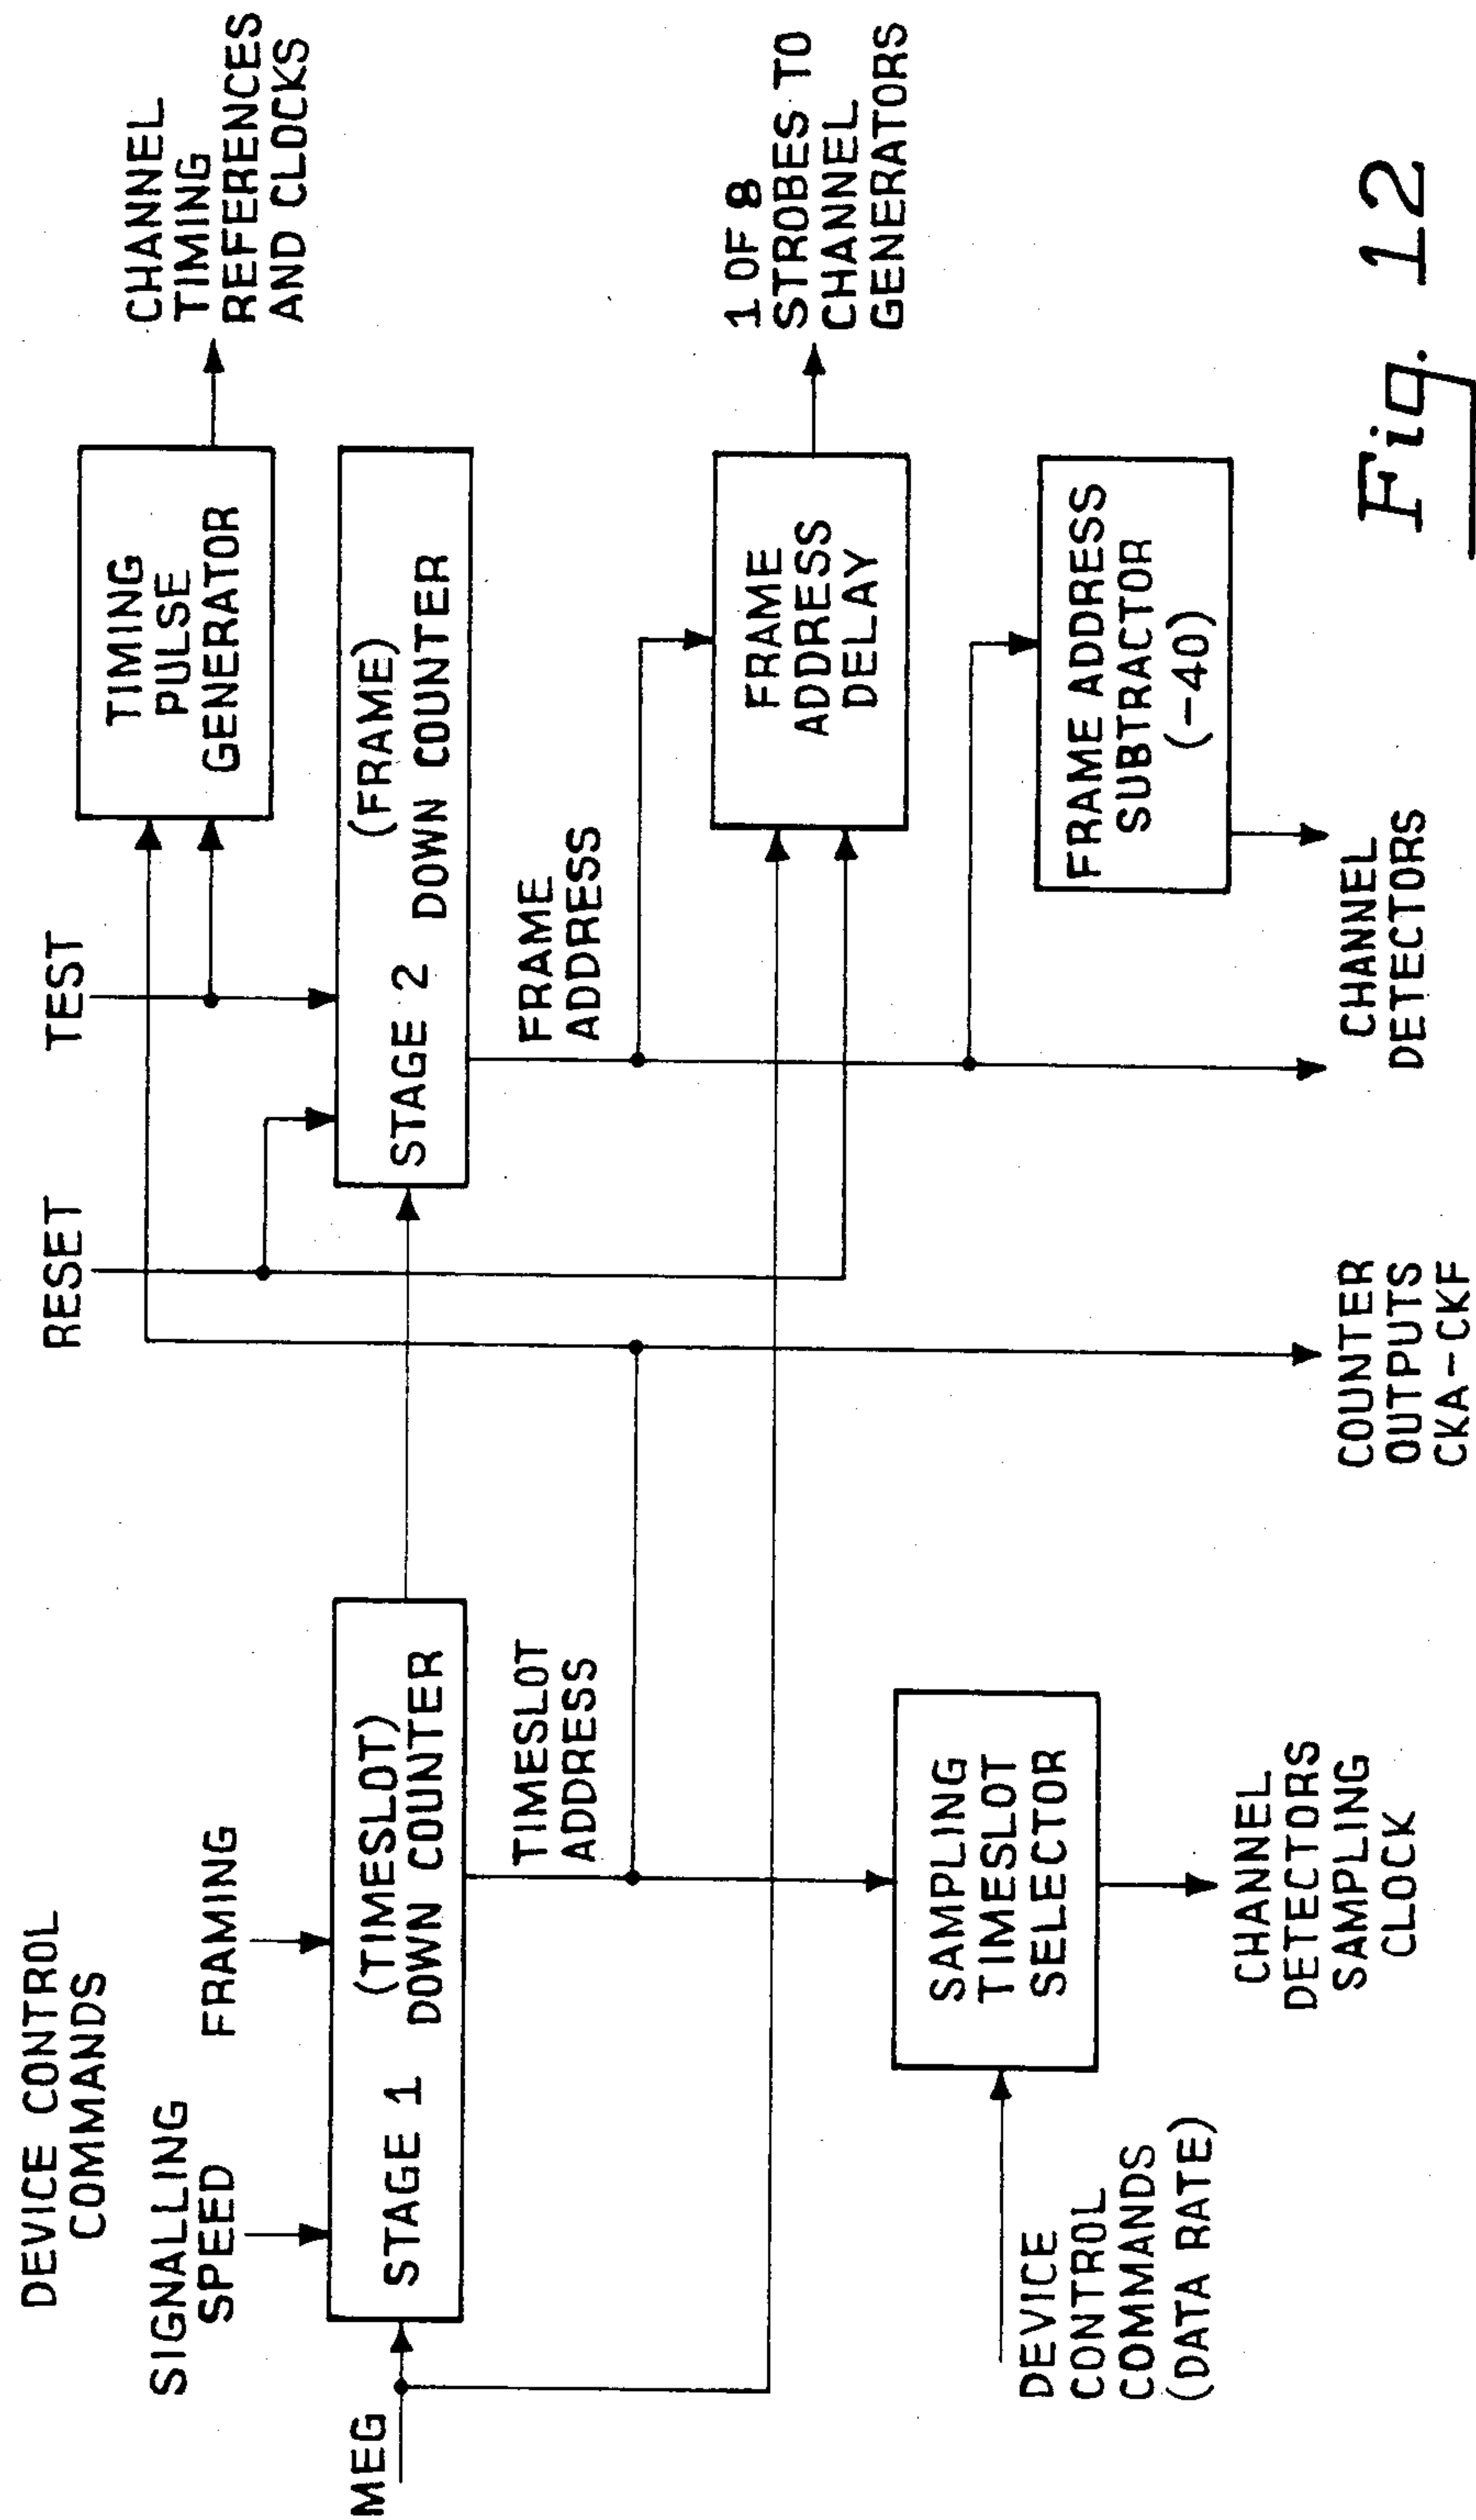 DEVICE CONTROL
COMMANDS
SIGNALLING
SPEED
FRAMING
RESET
TEST
MEG
STAGE 1 (TIMESLOT)
DOWN COUNTER
STAGE 2 (FRAME)
DOWN COUNTER
TIMING
PULSE
GENERATOR
CHANNEL
TIMING
REFERENCES
AND CLOCKS
TIMESLOT
ADDRESS
FRAME
ADDRESS
FRAME
ADDRESS
DELAY
1 OF 8
STROBES TO
CHANNEL
GENERATORS
SAMPLING
TIMESLOT
SELECTOR
DEVICE
CONTROL
COMMANDS
(DATA RATE)
FRAME ADDRESS
SUBTRACTOR
(-40)
CHANNEL
DETECTORS
SAMPLING
CLOCK
COUNTER
OUTPUTS
CKA-CKF
CHANNEL
DETECTORS
Fig. 12